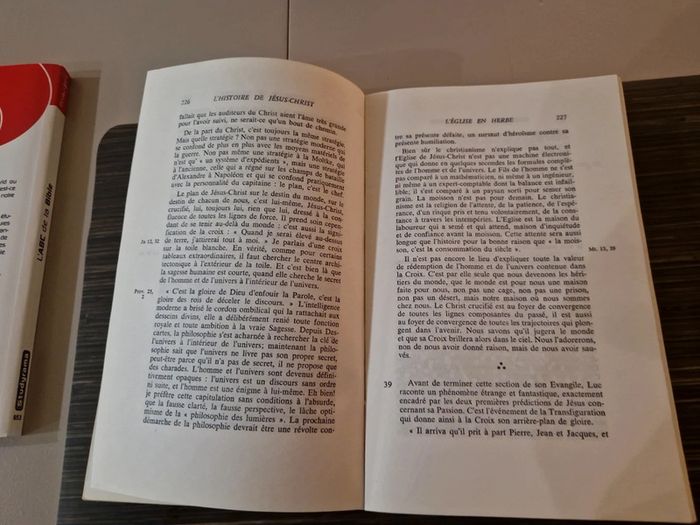 226
L'HISTOIRE DE JÉSUS-CHRIST
fallait que les auditeurs du Christ aient l'âme très grande
pour l'avoir suivi, ne serait-ce qu'un bout de chemin.
De la part du Christ, c'est toujours la même stratégie.
Mais quelle stratégie ? Non pas une stratégie moderne qui
se confond de plus en plus avec les moyens matériels de
la guerre. Non pas une stratégie à la Moltke, qui
n'est qu' « un système d'expédients », mais une stratégie
à l'ancienne, celle qui a régné sur les champs de bataille
d'Alexandre à Napoléon et qui se confond pratiquement
avec la personnalité du capitaine : le plan, c'est le chef.
Le plan de Jésus-Christ sur le destin du monde, sur le
destin de chacun de nous, c'est lui-même, Jésus-Christ,
crucifié, lui, toujours lui, rien que lui, dressé à la con-
fluence de toutes les lignes de force. Il prend soin cepen-
dant de se tenir au-delà du monde : c'est aussi la signi-
fication de la croix : « Quand je serai élevé au-dessus
Jn 12, 32
de terre, j'attirerai tout à moi. » Je parlais d'une croix
sur la toile blanche. En vérité, comme pour certains
tableaux extraordinaires, il faut chercher le centre archi-
tectonique à l'extérieur de la toile. Et c'est bien là que
la sagesse humaine est courte, quand elle cherche le secret
de l'homme et de l'univers à l'intérieur de l'univers.
Prov. 25,
2
« C'est la gloire de Dieu d'enfouir la Parole, c'est la
gloire des rois de déceler le discours. » L'intelligence
moderne a brisé le cordon ombilical qui la rattachait aux
desseins divins, elle a délibérément renié toute fonction
royale et toute ambition à la vraie Sagesse. Depuis Des-
cartes, la philosophie s'est acharnée à rechercher la clé de
l'univers à l'intérieur de l'univers ; maintenant la philo-
sophie sait que l'univers ne livre pas son propre secret,
peut-être parce qu'il n'a pas de secret, il ne propose que
des charades. L'homme et l'univers sont devenus défini-
tivement opaques : l'univers est un discours sans ordre
ni suite, et l'homme est une énigme à lui-même. Eh bien !
je préfère cette capitulation sans conditions à l'absurde,
que la fausse clarté, la fausse perspective, le lâche opti-
misme de la « philosophie des lumières ». La prochaine
démarche de la philosophie devrait être une révolte con-
L'ÉGLISE EN HERBE
227
tre sa présente défaite, un sursaut d'héroïsme contre sa
présente humiliation.
Bien sûr le christianisme n'explique pas tout, et
l'Eglise de Jésus-Christ n'est pas une machine électroni-
que qui donne en quelques secondes les formules complè-
tes de l'homme et de l'univers. Le Fils de l'homme ne s'est
pas comparé à un mathématicien, ni même à un ingénieur,
ni même à un expert-comptable dont la balance est infail-
lible; il s'est comparé à un paysan sorti pour semer son
grain. La moisson n'est pas pour demain. Le christia-
nisme est la religion de l'attente, de la patience, de l'espé-
rance, d'un risque pris et tenu volontairement, de la cons-
tance à travers les intempéries. L'Eglise est la maison du
laboureur qui a semé et qui attend, maison d'inquiétude
et de confiance avant la moisson. Cette attente sera aussi
longue que l'histoire pour la bonne raison que « la mois-
son, c'est la consommation du siècle ».
Mt. 13, 39
Il n'est pas encore le lieu d'expliquer toute la valeur
de rédemption de l'homme et de l'univers contenue dans
la Croix. C'est par elle seule que nous devenons les héri-
tiers du monde, que le monde est pour nous une maison
faite pour nous, non pas une cage, non pas une prison,
non pas un désert, mais notre maison où nous sommes
chez nous. Le Christ crucifié est au foyer de convergence
de toutes les lignes composantes du passé, il est aussi
au foyer de convergence de toutes les trajectoires qui plon-
gent dans l'avenir. Nous savons qu'il jugera le monde
et que sa Croix brillera alors dans le ciel. Nous l'adorerons,
non de nous avoir donné raison, mais de nous avoir
sauvés.
39
Avant de terminer cette section de son Evangile, Luc
raconte un phénomène étrange et fantastique, exactement
encadré par les deux premières prédictions de Jésus con-
cernant sa Passion. C'est l'événement de la Transfiguration
qui donne ainsi à la Croix son arrière-plan de gloire.
« Il arriva qu'il prit à part Pierre, Jean et Jacques, et
L'ABC de la Bible
Studyrama